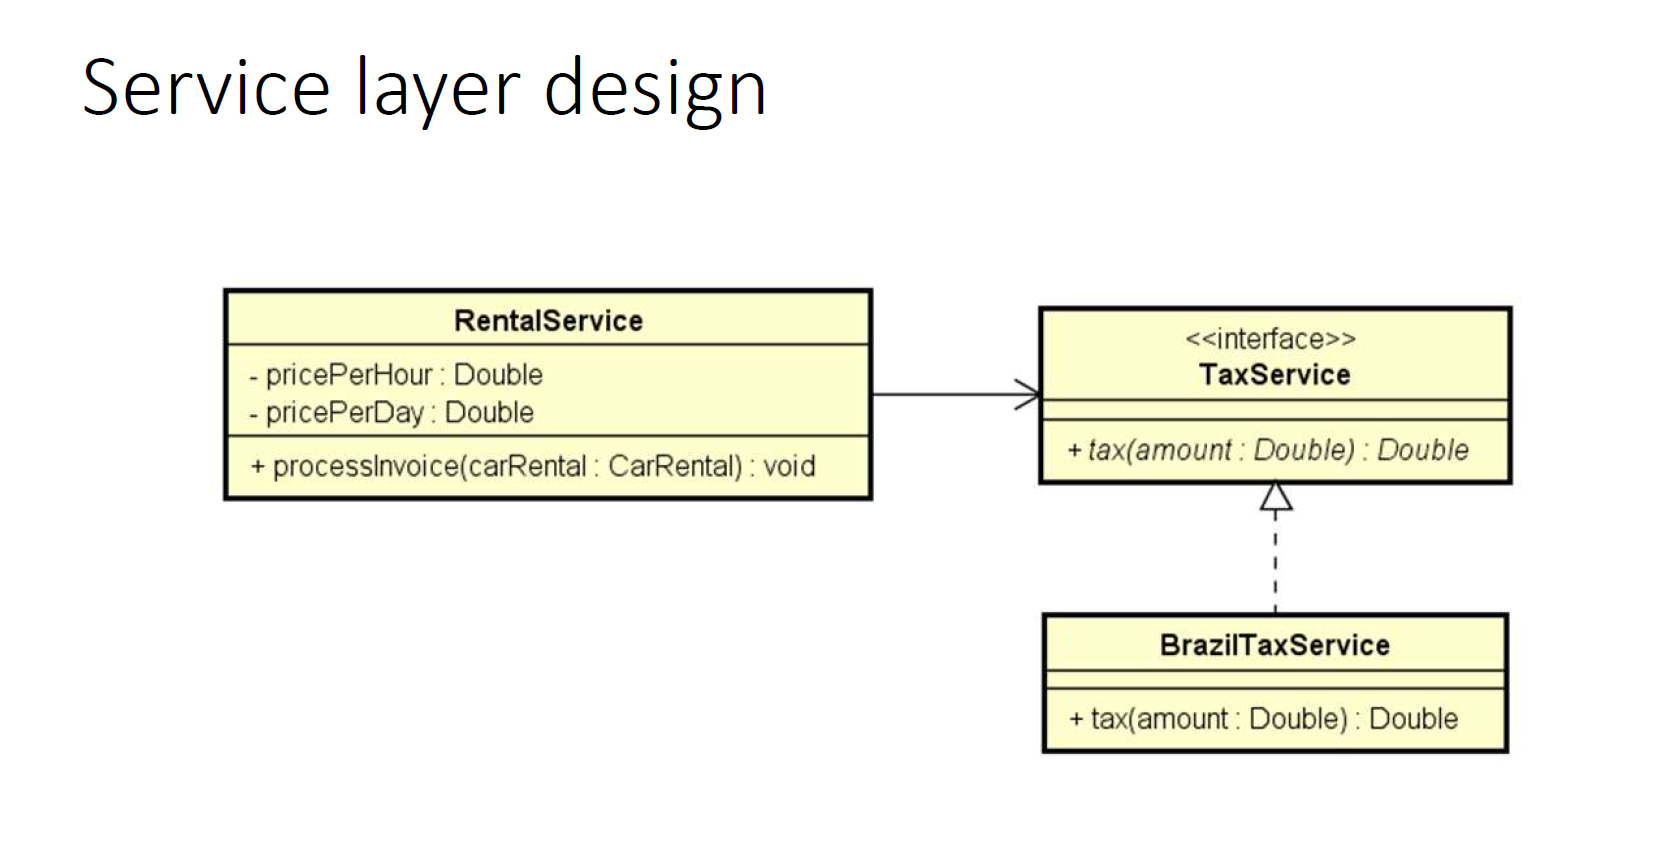 Service layer design
RentalService
- pricePerHour : Double
- pricePerDay : Double
+ processInvoice(carRental : CarRental) : void
<<interface>>
TaxService
+ tax(amount : Double) : Double
BrazilTaxService
+ tax(amount : Double) : Double